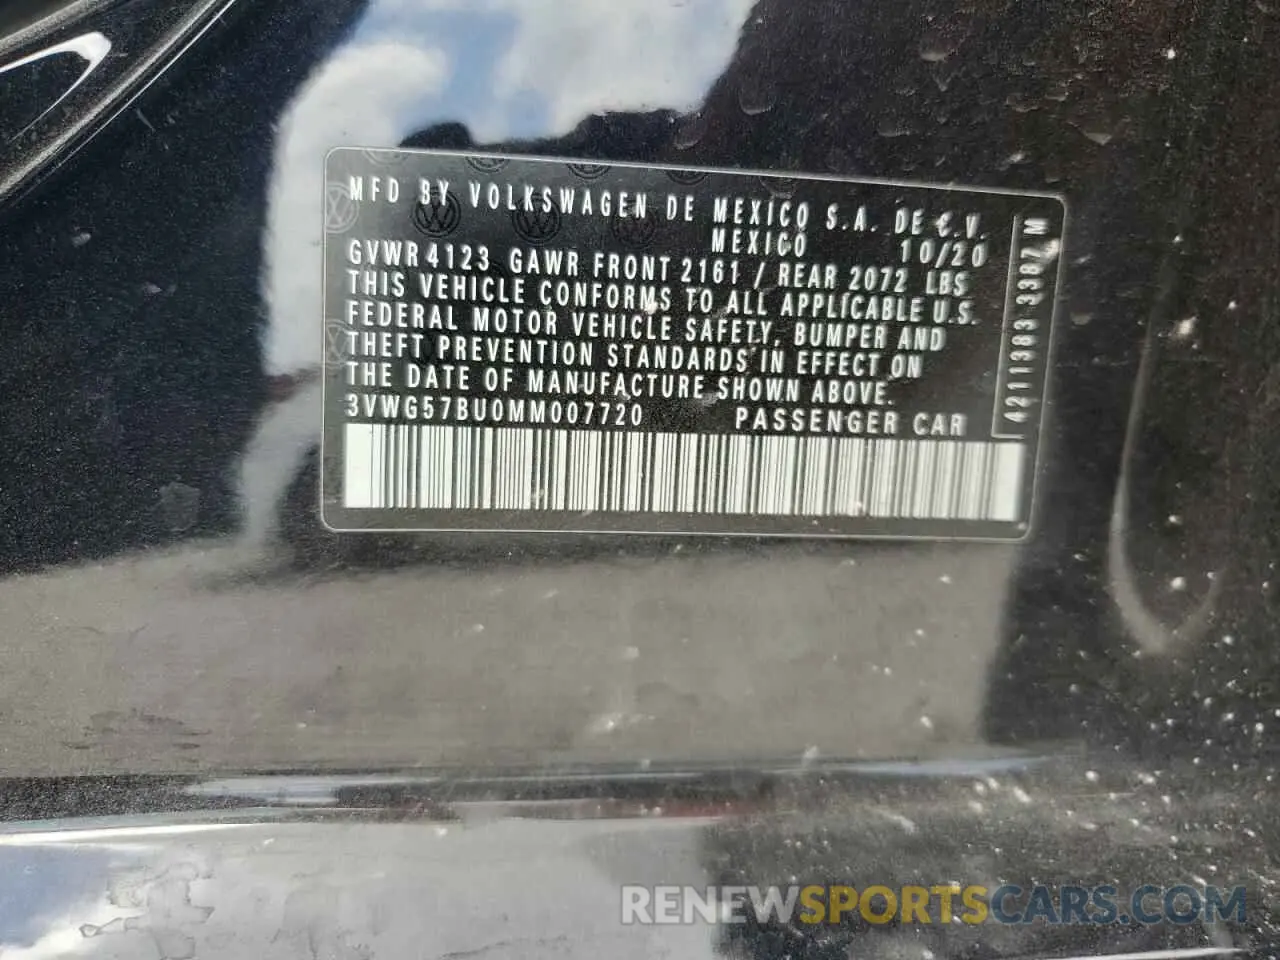 MFD BY VOLKSWAGEN DE MEXICO S.A. DE C.V.
MEXICO 10/20
GVWR 4123 GAWR FRONT 2161 / REAR 2072 LBS
THIS VEHICLE CONFORMS TO ALL APPLICABLE U.S.
FEDERAL MOTOR VEHICLE SAFETY, BUMPER AND
THEFT PREVENTION STANDARDS IN EFFECT ON
THE DATE OF MANUFACTURE SHOWN ABOVE.
3VWG57BU0MM007720 PASSENGER CAR
4211383 3387 M
RENEWSPORTSCARS.COM